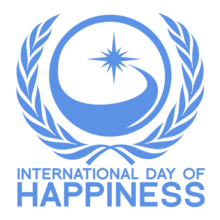 INTERNATIONAL DAY OF
HAPPINESS